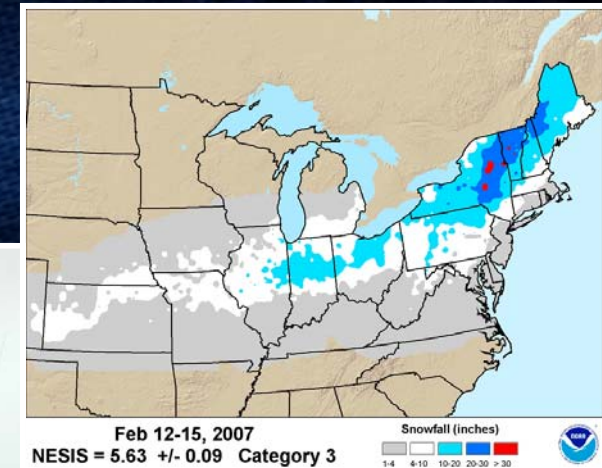 Feb 12-15, 2007
NESIS = 5.63 +/- 0.09 Category 3
Snowfall (inches)
1-4 4-10 10-20 20-30 > 30
noaa